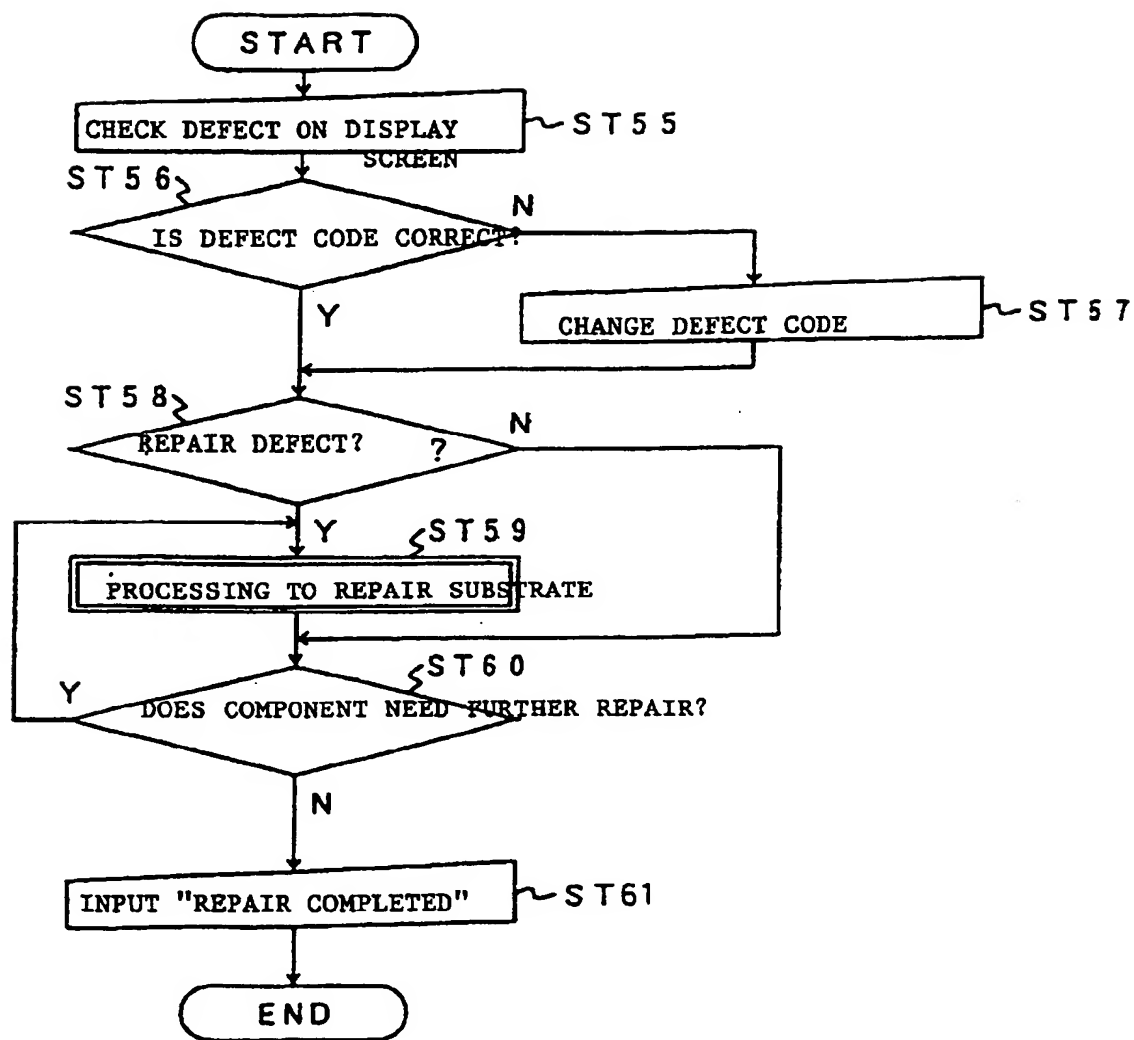 START
CHECK DEFECT ON DISPLAY
SCREEN
ST55
ST56
IS DEFECT CODE CORRECT?
N
Y
CHANGE DEFECT CODE
ST57
ST58
REPAIR DEFECT? ?
N
Y
ST59
PROCESSING TO REPAIR SUBSTRATE
ST60
Y
DOES COMPONENT NEED FURTHER REPAIR?
N
INPUT "REPAIR COMPLETED"
ST61
END